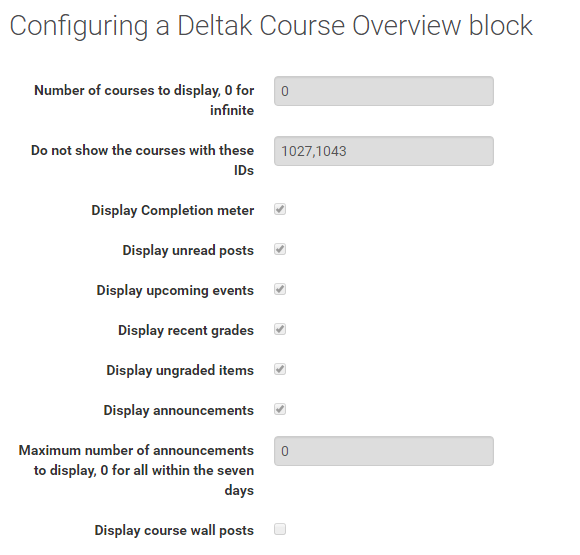 Configuring a Deltak Course Overview block
Number of courses to display, 0 for
infinite
0
Do not show the courses with these
IDs
1027,1043
Display Completion meter
Display unread posts
Display upcoming events
Display recent grades
Display ungraded items
Display announcements
Maximum number of announcements
to display, 0 for all within the seven
days
0
Display course wall posts